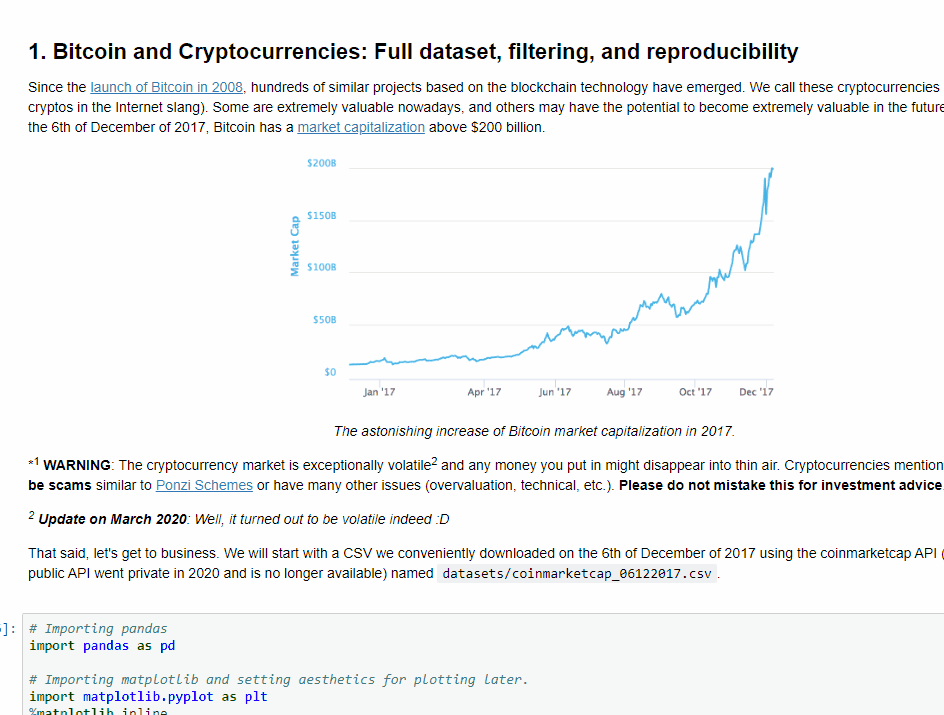 1. Bitcoin and Cryptocurrencies: Full dataset, filtering, and reproducibility
Since the launch of Bitcoin in 2008, hundreds of similar projects based on the blockchain technology have emerged. We call these cryptocurrencies
cryptos in the Internet slang). Some are extremely valuable nowadays, and others may have the potential to become extremely valuable in the future
the 6th of December of 2017, Bitcoin has a market capitalization above $200 billion.
$200B
$150B
Market Cap
$100B
$50B
$0
Jan '17 Apr '17 Jun '17 Aug '17 Oct '17 Dec '17
The astonishing increase of Bitcoin market capitalization in 2017.
*1 WARNING: The cryptocurrency market is exceptionally volatile2 and any money you put in might disappear into thin air. Cryptocurrencies mention
be scams similar to Ponzi Schemes or have many other issues (overvaluation, technical, etc.). Please do not mistake this for investment advice.
2 Update on March 2020: Well, it turned out to be volatile indeed :D
That said, let's get to business. We will start with a CSV we conveniently downloaded on the 6th of December of 2017 using the coinmarketcap API (
public API went private in 2020 and is no longer available) named datasets/coinmarketcap_06122017.csv.
]:
# Importing pandas
import pandas as pd
# Importing matplotlib and setting aesthetics for plotting later.
import matplotlib.pyplot as plt
%matplotlib inline